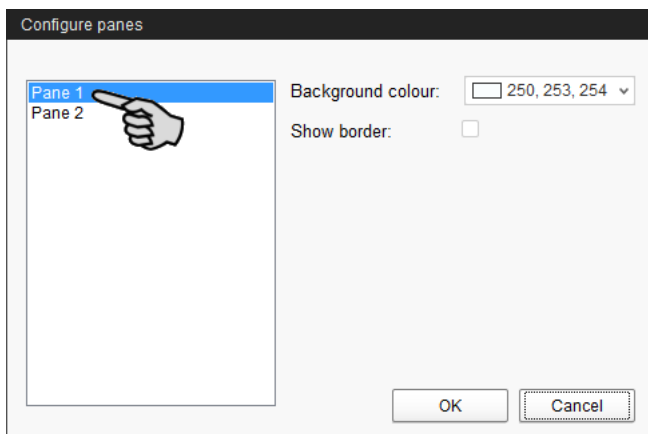 Configure panes
Pane 1
Pane 2
Background colour: 250, 253, 254
Show border:
OK Cancel